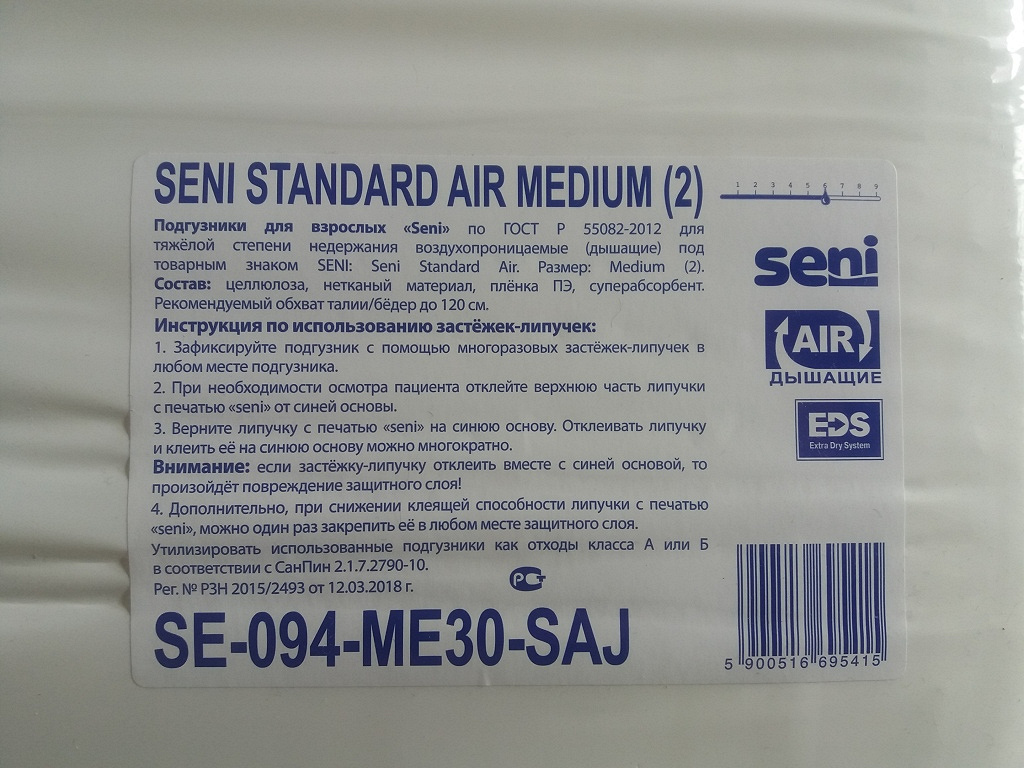 SENI STANDARD AIR MEDIUM (2)
1 2 3 4 5 6 7 8 9
Подгузники для взрослых «Seni» по ГОСТ Р 55082-2012 для
тяжёлой степени недержания воздухопроницаемые (дышащие) под
товарным знаком SENI: Seni Standard Air. Размер: Medium (2).
Состав: целлюлоза, нетканый материал, плёнка ПЭ, суперабсорбент.
Рекомендуемый обхват талии/бёдер до 120 см.
Инструкция по использованию застёжек-липучек:
1. Зафиксируйте подгузник с помощью многоразовых застёжек-липучек в
любом месте подгузника.
2. При необходимости осмотра пациента отклейте верхнюю часть липучки
с печатью «seni» от синей основы.
3. Верните липучку с печатью «seni» на синюю основу. Отклеивать липучку
и клеить её на синюю основу можно многократно.
Внимание: если застёжку-липучку отклеить вместе с синей основой, то
произойдёт повреждение защитного слоя!
4. Дополнительно, при снижении клеящей способности липучки с печатью
«seni», можно один раз закрепить её в любом месте защитного слоя.
Утилизировать использованные подгузники как отходы класса А или Б
в соответствии с СанПин 2.1.7.2790-10.
Рег. № РЗН 2015/2493 от 12.03.2018 г.
РСТ
SE-094-ME30-SAJ
seni
AIR
ДЫШАЩИЕ
EDS
Extra Dry System
5 900516 695415